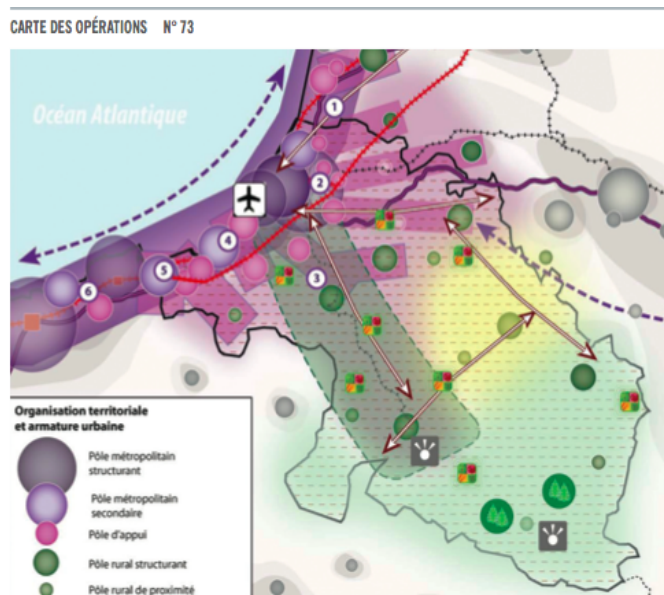 CARTE DES OPÉRATIONS N° 73
Océan Atlantique
1
2
3
4
5
6
Organisation territoriale
et armature urbaine
Pôle métropolitain
structurant
Pôle métropolitain
secondaire
Pôle d'appui
Pôle rural structurant
Pôle rural de proximité